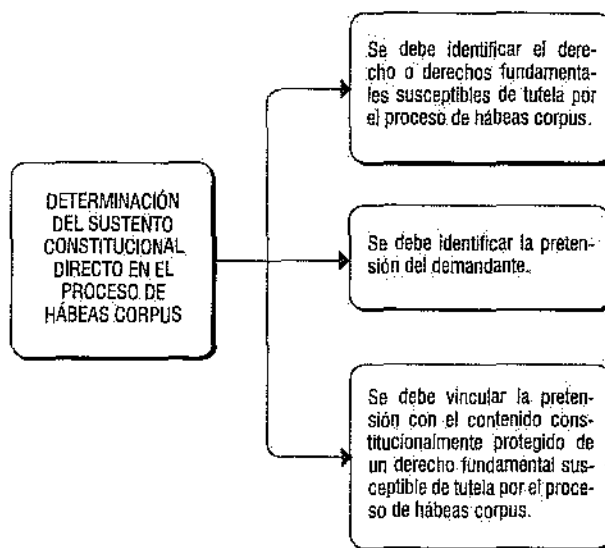 DETERMINACIÓN
DEL SUSTENTO
CONSTITUCIONAL
DIRECTO EN EL
PROCESO DE
HÁBEAS CORPUS
Se debe identificar el dere-
cho o derechos fundamenta-
les susceptibles de tutela por
el proceso de hábeas corpus.
Se debe identificar la preten-
sión del demandante.
Se debe vincular la preten-
sión con el contenido cons-
titucionalmente protegido de
un derecho fundamental sus-
ceptible de tutela por el proce-
so de hábeas corpus.